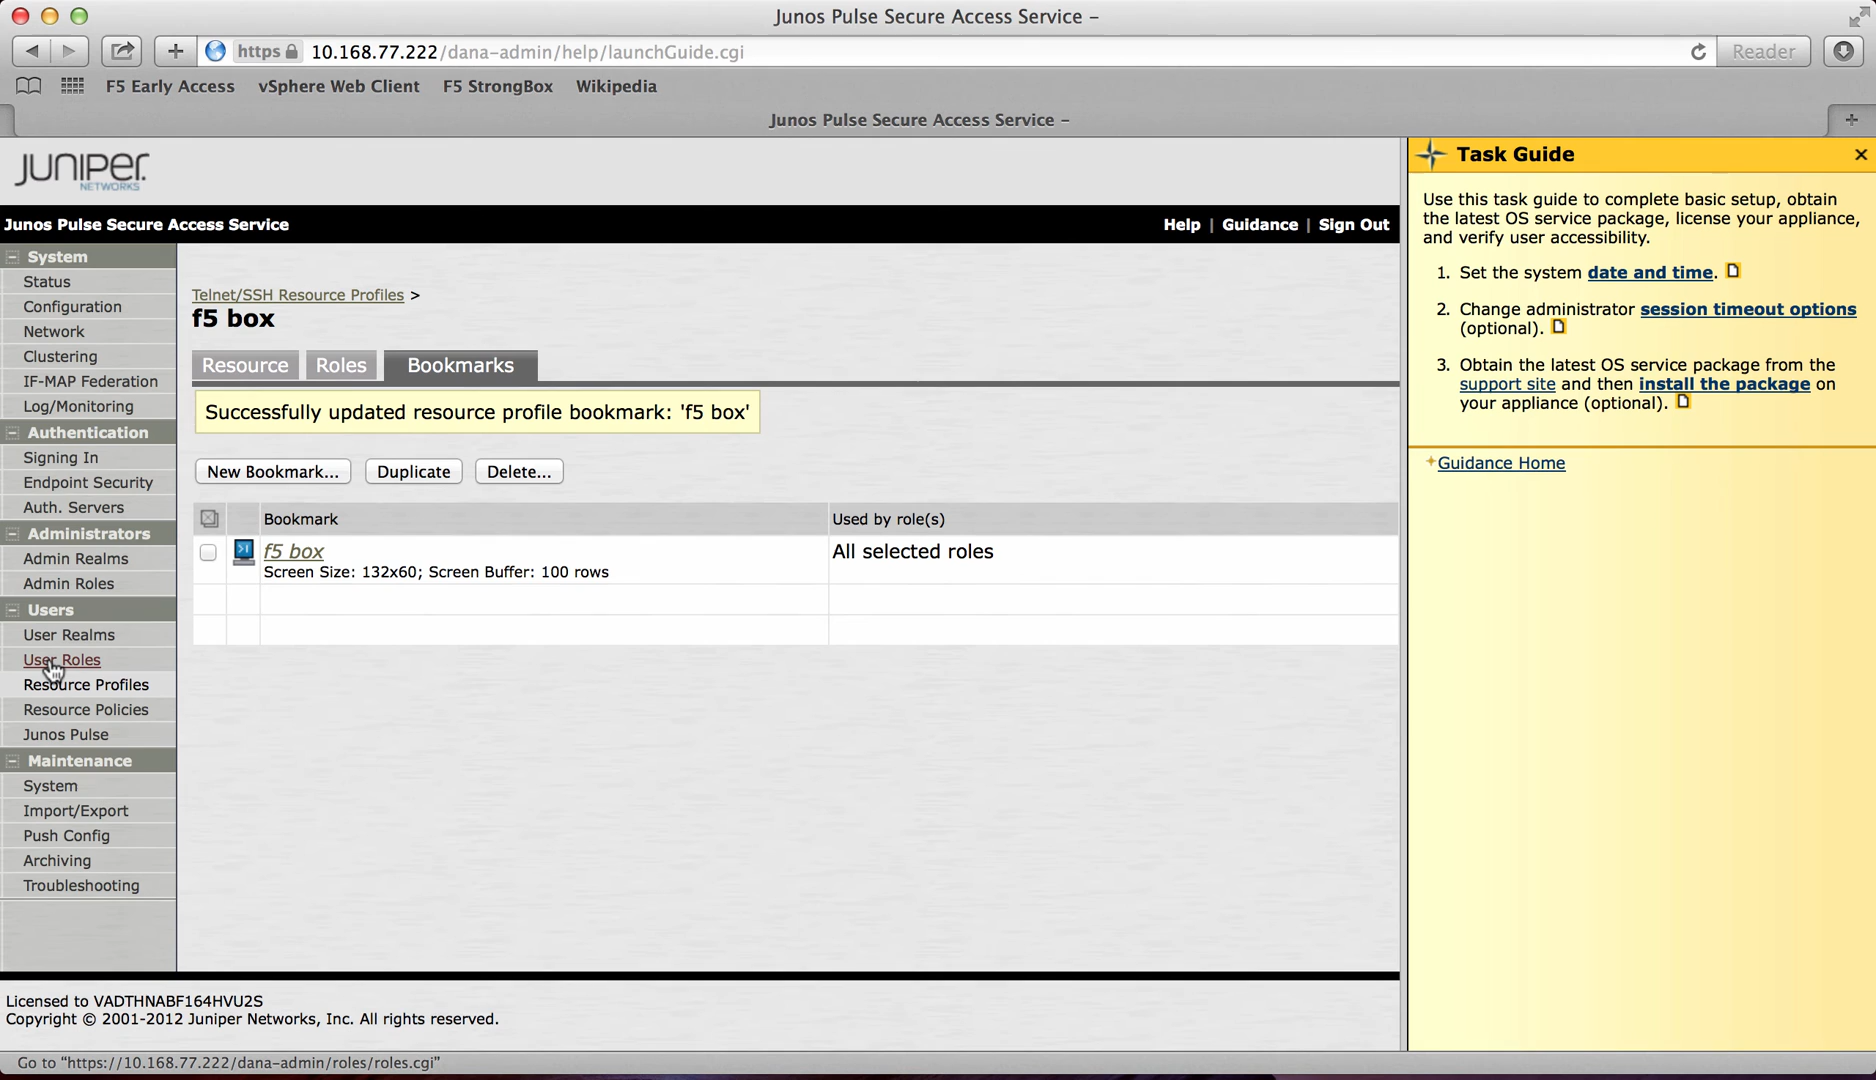 Junos Pulse Secure Access Service –
https 10.168.77.222/dana-admin/help/launchGuide.cgi
Reader
F5 Early Access vSphere Web Client F5 StrongBox Wikipedia
Junos Pulse Secure Access Service –
JUNIPER
NETWORKS
Junos Pulse Secure Access Service
Help | Guidance | Sign Out
System
Status
Configuration
Network
Clustering
IF-MAP Federation
Log/Monitoring
Authentication
Signing In
Endpoint Security
Auth. Servers
Administrators
Admin Realms
Admin Roles
Users
User Realms
User Roles
Resource Profiles
Resource Policies
Junos Pulse
Maintenance
System
Import/Export
Push Config
Archiving
Troubleshooting
Telnet/SSH Resource Profiles >
f5 box
Resource Roles Bookmarks
Successfully updated resource profile bookmark: 'f5 box'
New Bookmark... Duplicate Delete...
Bookmark Used by role(s)
f5 box All selected roles
Screen Size: 132x60; Screen Buffer: 100 rows
Task Guide
Use this task guide to complete basic setup, obtain
the latest OS service package, license your appliance,
and verify user accessibility.
1. Set the system date and time.
2. Change administrator session timeout options
(optional).
3. Obtain the latest OS service package from the
support site and then install the package on
your appliance (optional).
Guidance Home
Licensed to VADTHNABF164HVU2S
Copyright © 2001-2012 Juniper Networks, Inc. All rights reserved.
Go to “https://10.168.77.222/dana-admin/roles/roles.cgi”